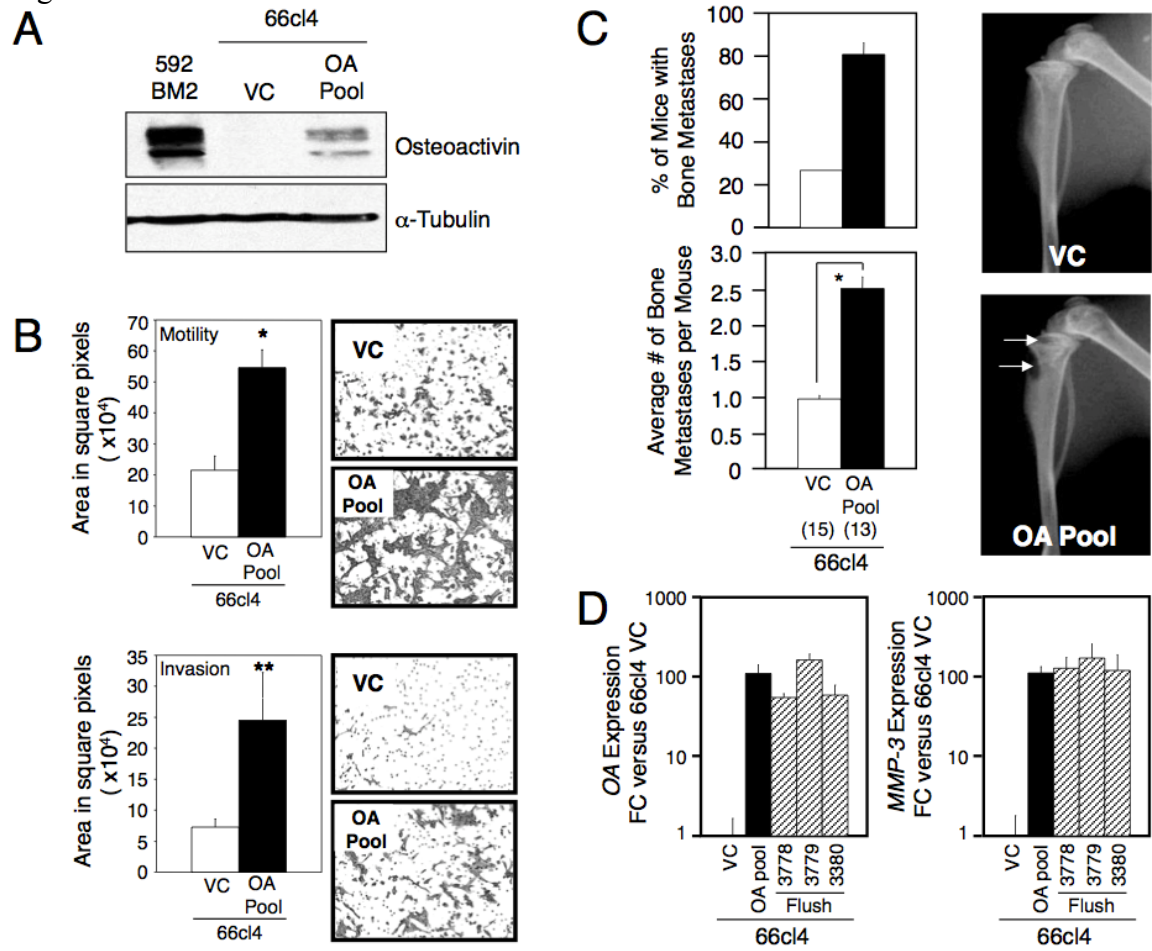 A
66cl4
592
BM2
VC
OA
Pool
Osteoactivin
α-Tubulin
B
Area in square pixels
( x10⁴)
70
60
50
40
30
20
10
0
Motility
*
VC
OA
Pool
66cl4
VC
OA
Pool
Area in square pixels
( x10⁴)
35
30
25
20
15
10
5
0
Invasion
**
VC
OA
Pool
66cl4
VC
OA
Pool
C
% of Mice with
Bone Metastases
100
80
60
40
20
0
Average # of Bone
Metastases per Mouse
3.0
2.5
2.0
1.5
1.0
0.5
0
*
VC
OA
Pool
(15)
(13)
66cl4
VC
OA Pool
D
OA Expression
FC versus 66cl4 VC
1000
100
10
1
VC
OA pool
3778
3779
3380
Flush
66cl4
MMP-3 Expression
FC versus 66cl4 VC
1000
100
10
1
VC
OA pool
3778
3779
3380
Flush
66cl4